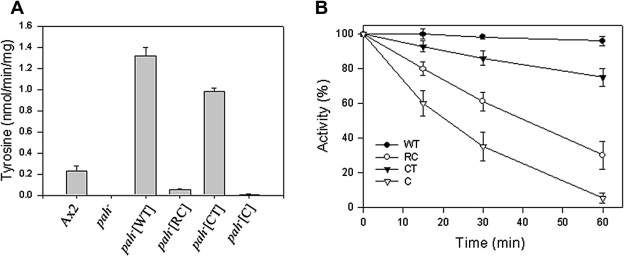 A
Tyrosine (nmol/min/mg)
1.6
1.4
1.2
1.0
0.8
0.6
0.4
0.2
0.0
Ax2
pah-
pah-[WT]
pah-[RC]
pah-[CT]
pah-[C]
B
Activity (%)
100
80
60
40
20
0
WT
RC
CT
C
0 10 20 30 40 50 60
Time (min)